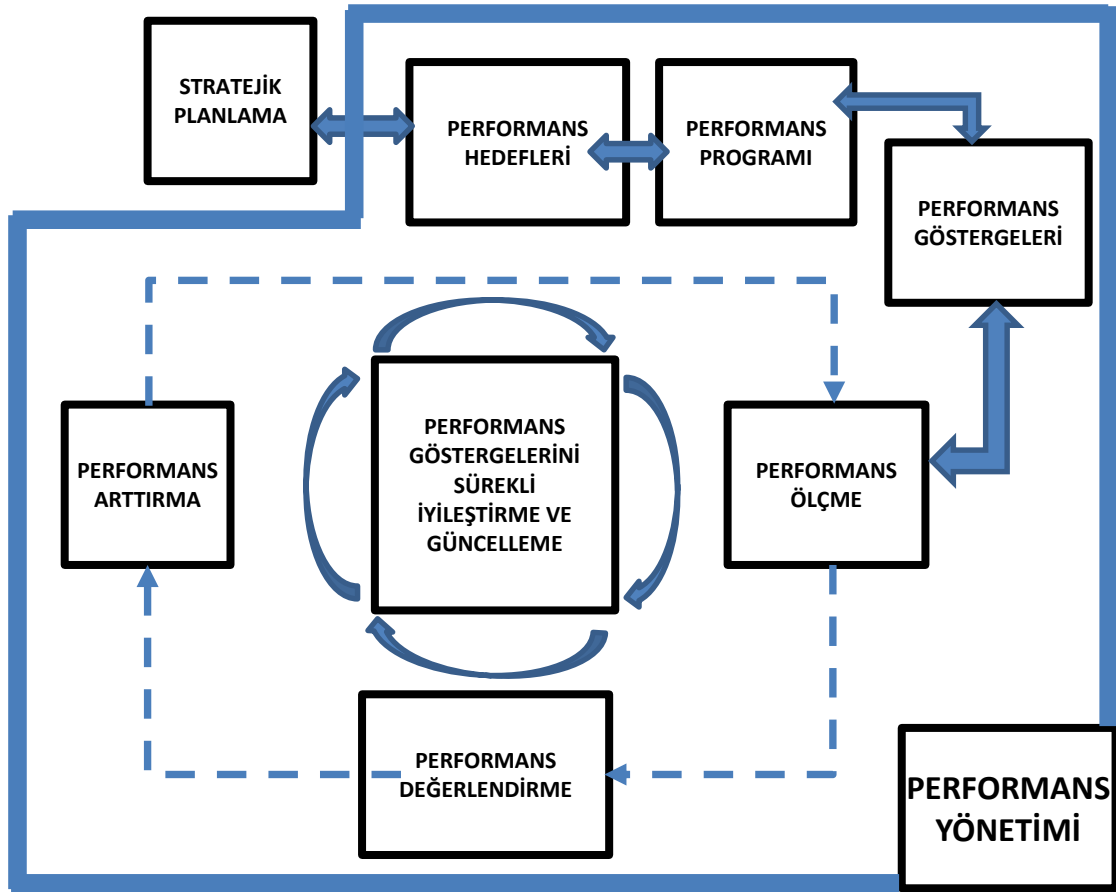 STRATEJİK
PLANLAMA
PERFORMANS
HEDEFLERİ
PERFORMANS
PROGRAMI
PERFORMANS
GÖSTERGELERİ
PERFORMANS
ARTTIRMA
PERFORMANS
GÖSTERGELERİNİ
SÜREKLİ
İYİLEŞTİRME VE
GÜNCELLEME
PERFORMANS
ÖLÇME
PERFORMANS
DEĞERLENDİRME
PERFORMANS
YÖNETİMİ